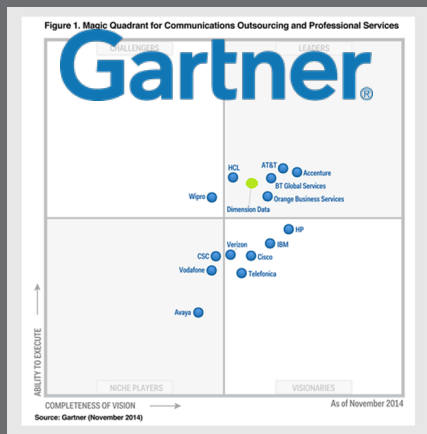 Figure 1. Magic Quadrant for Communications Outsourcing and Professional Services
CHALLENGERS
LEADERS
Gartner®
HCL
AT&T
Accenture
BT Global Services
Wipro
Orange Business Services
Dimension Data
HP
Verizon
IBM
CSC
Cisco
Vodafone
Telefonica
Avaya
ABILITY TO EXECUTE
NICHE PLAYERS
VISIONARIES
COMPLETENESS OF VISION
As of November 2014
Source: Gartner (November 2014)